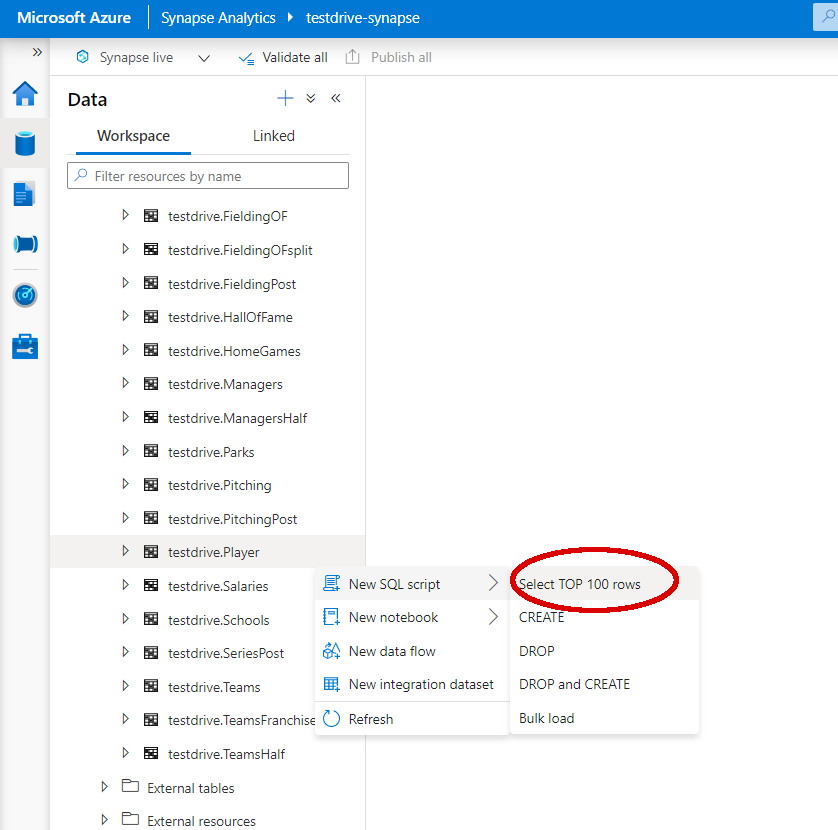 Microsoft Azure Synapse Analytics testdrive-synapse
Synapse live Validate all Publish all
Data
Workspace Linked
Filter resources by name
testdrive.FieldingOF
testdrive.FieldingOFsplit
testdrive.FieldingPost
testdrive.HallOfFame
testdrive.HomeGames
testdrive.Managers
testdrive.ManagersHalf
testdrive.Parks
testdrive.Pitching
testdrive.PitchingPost
testdrive.Player
testdrive.Salaries
testdrive.Schools
testdrive.SeriesPost
testdrive.Teams
testdrive.TeamsFranchise
testdrive.TeamsHalf
External tables
External resources
New SQL script
New notebook
New data flow
New integration dataset
Refresh
Select TOP 100 rows
CREATE
DROP
DROP and CREATE
Bulk load